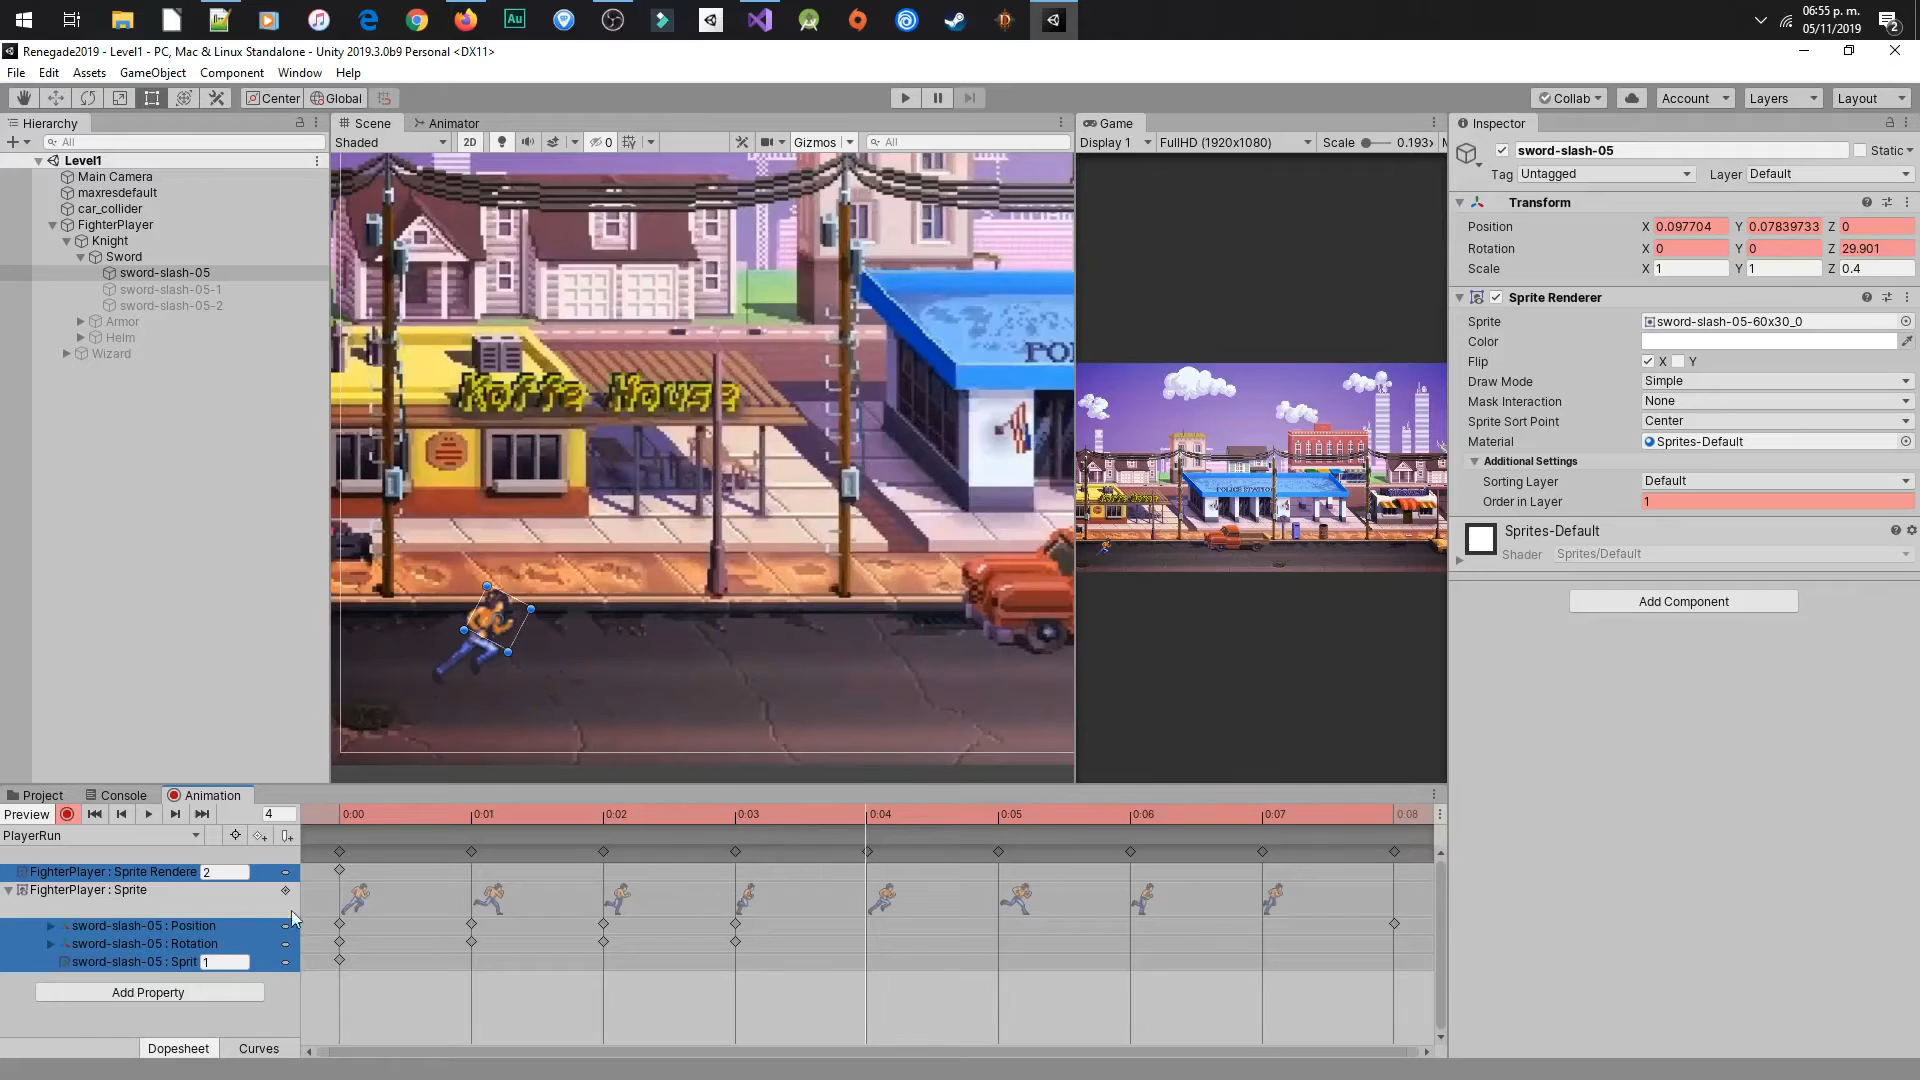 Au
06:55 p. m.
05/11/2019
2
Renegade2019 - Level1 - PC, Mac & Linux Standalone - Unity 2019.3.0b9 Personal <DX11>
File Edit Assets GameObject Component Window Help
Center Global Collab Account Layers Layout
Hierarchy
All
Level1
Main Camera
maxresdefault
car_collider
FighterPlayer
Knight
Sword
sword-slash-05
sword-slash-05-1
sword-slash-05-2
Armor
Helm
Wizard
Scene Animator
Shaded 2D 0 Gizmos All
Koffe House
PO
Game
Display 1 FullHD (1920x1080) Scale 0.193x M
POLICE STATION
Inspector
sword-slash-05 Static
Tag Untagged Layer Default
Transform
Position X 0.097704 Y 0.07839733 Z 0
Rotation X 0 Y 0 Z 29.901
Scale X 1 Y 1 Z 0.4
Sprite Renderer
Sprite sword-slash-05-60x30_0
Color
Flip X Y
Draw Mode Simple
Mask Interaction None
Sprite Sort Point Center
Material Sprites-Default
Additional Settings
Sorting Layer Default
Order in Layer 1
Sprites-Default
Shader Sprites/Default
Add Component
Project Console Animation
Preview 4 0:00 0:01 0:02 0:03 0:04 0:05 0:06 0:07 0:08
PlayerRun
FighterPlayer : Sprite Rendere 2
FighterPlayer : Sprite
sword-slash-05 : Position
sword-slash-05 : Rotation
sword-slash-05 : Sprit 1
Add Property
Dopesheet Curves